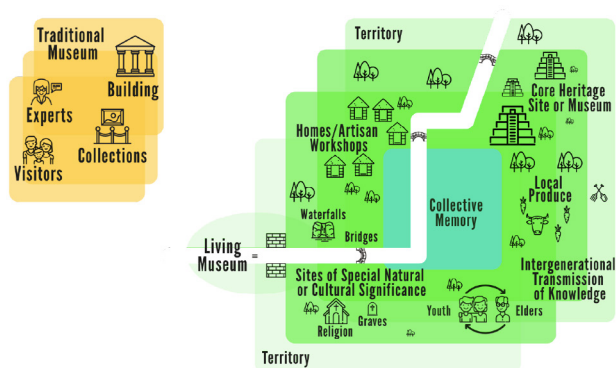 Traditional
Museum
Building
Experts
Collections
Visitors
Territory
Core Heritage
Site or Museum
Homes/Artisan
Workshops
Local
Produce
Collective
Memory
Waterfalls
Bridges
Living
Museum =
Sites of Special Natural
or Cultural Significance
Intergenerational
Transmission
of Knowledge
Religion
Graves
Youth
Elders
Territory